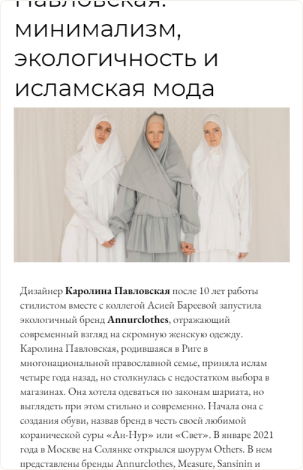 Павловская:
минимализм,
экологичность и
исламская мода
Дизайнер Каролина Павловская после 10 лет работы
стилистом вместе с коллегой Асией Бареевой запустила
экологичный бренд Annurclothes, отражающий
современный взгляд на скромную женскую одежду.
Каролина Павловская, родившаяся в Риге в
многонациональной православной семье, приняла ислам
четыре года назад, но столкнулась с недостатком выбора в
магазинах. Она хотела одеваться по законам шариата, но
выглядеть при этом стильно и современно. Начала она с
создания обуви, назвав бренд в честь своей любимой
коранической суры «Ан-Нур» или «Свет». В январе 2021
года в Москве на Солянке открылся шоурум Others. В нем
представлены бренды Annurclothes, Measure, Sansinin и